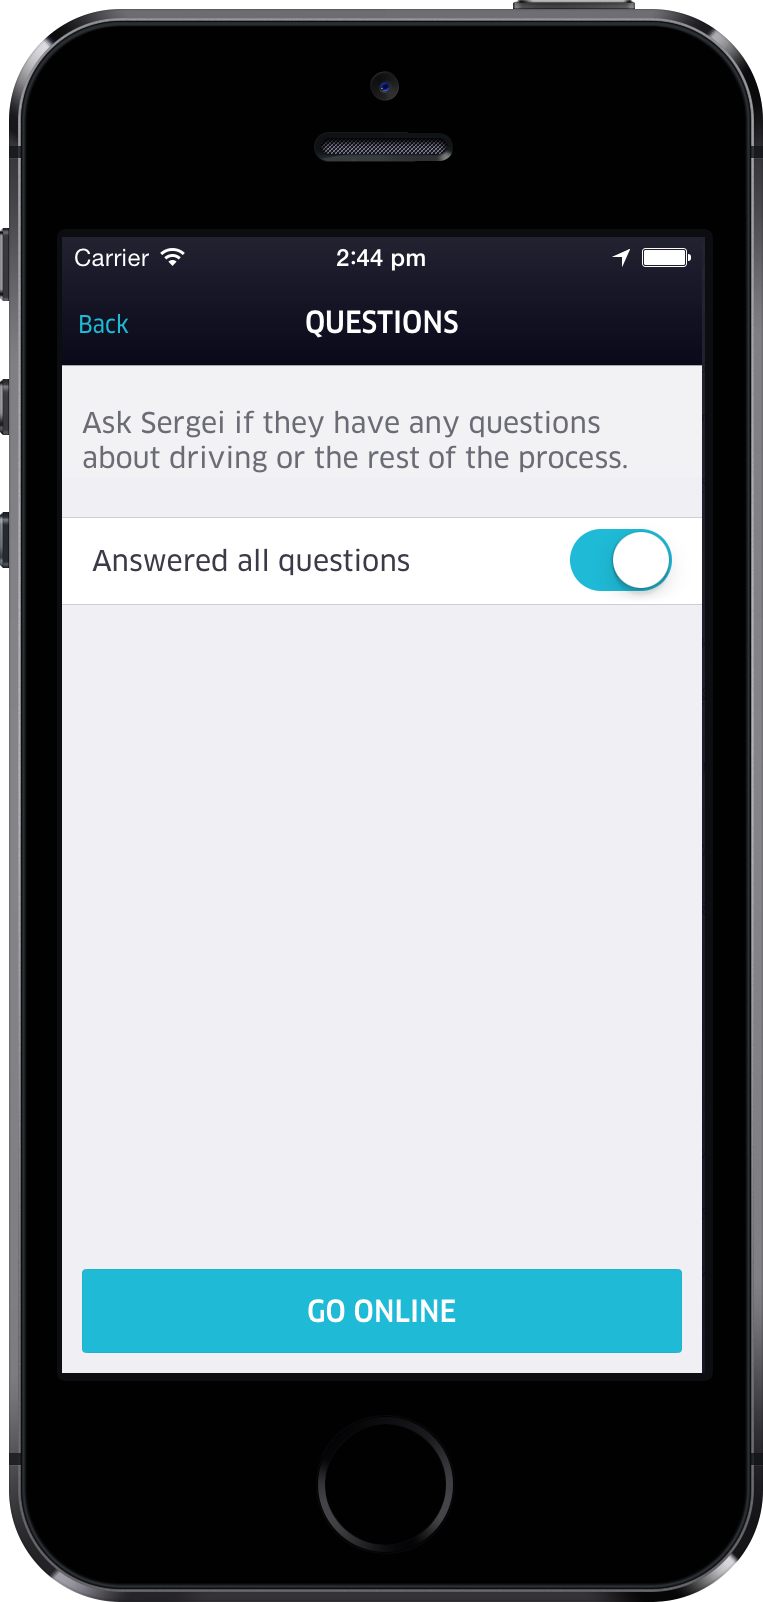 Carrier 2:44 pm
Back QUESTIONS
Ask Sergei if they have any questions
about driving or the rest of the process.
Answered all questions
GO ONLINE